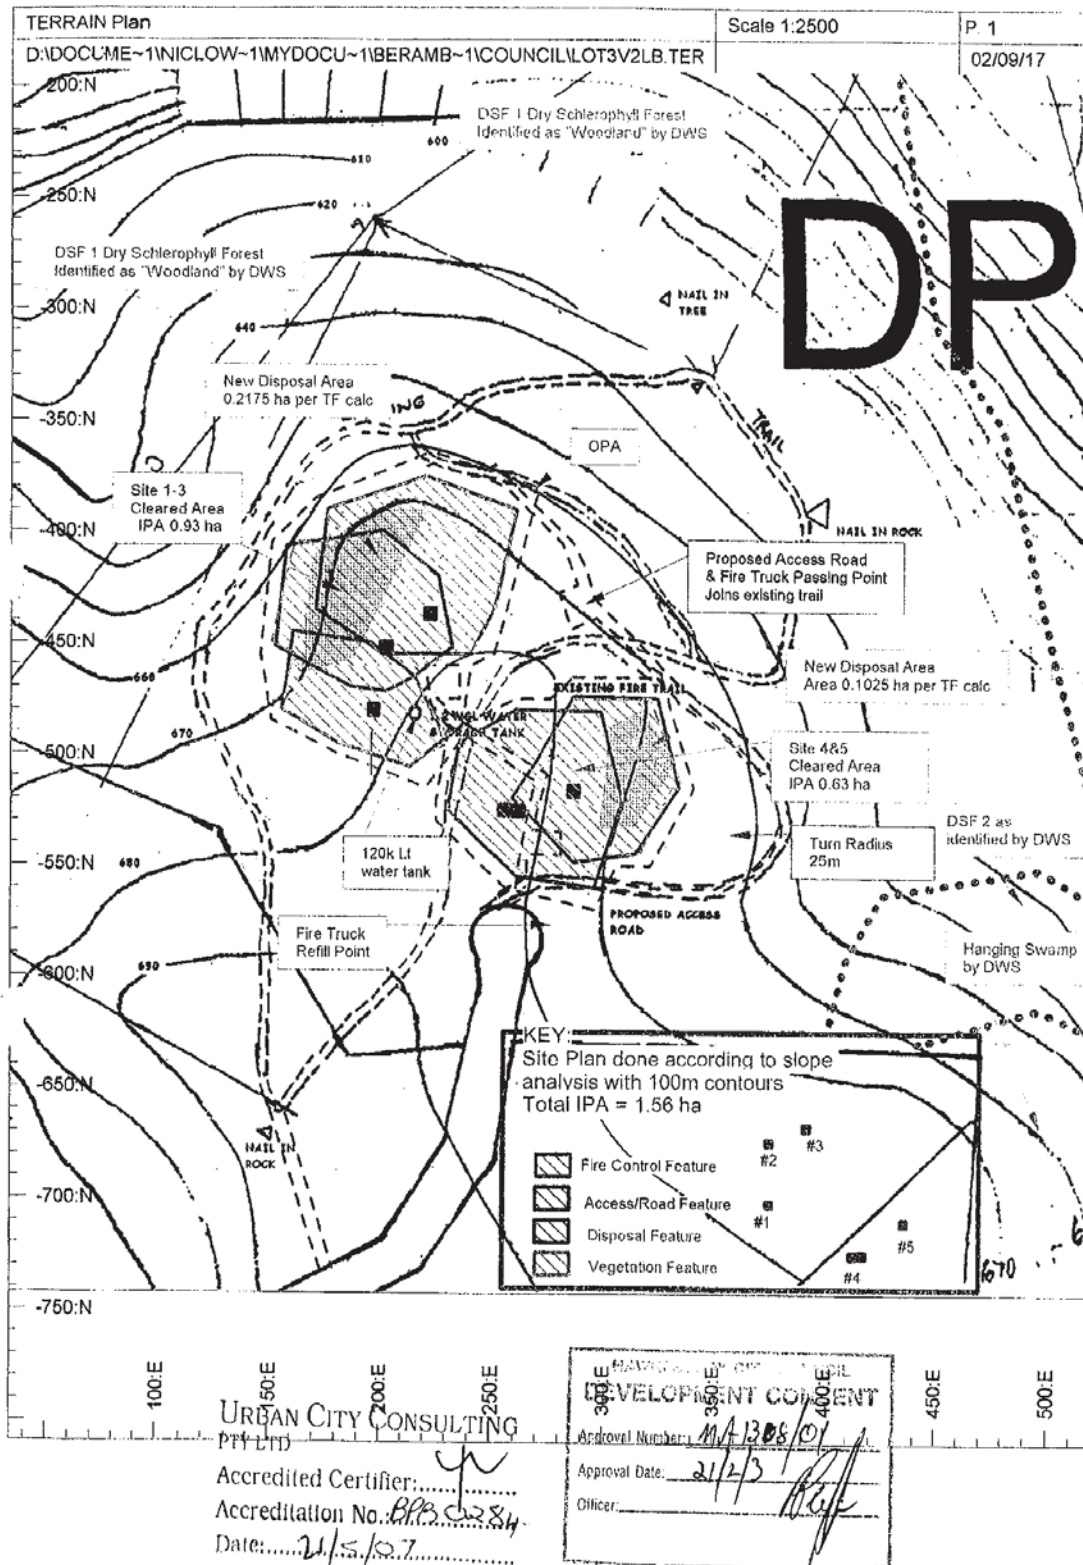 TERRAIN Plan
Scale 1:2500
P. 1
D:\DOCUME~1\NICLOW~1\MYDOCU~1\BERAMB~1\COUNCIL\LOT3V2LB.TER
02/09/17
-200:N
DSF 1 Dry Schlerophyll Forest
Identified as "Woodland" by DWS
600
610
-250:N
620
DP
DSF 1 Dry Schlerophyll Forest
Identified as "Woodland" by DWS
NAIL IN
TREE
-300:N
640
New Disposal Area
0.2175 ha per TF calc
-350:N
ING
TRAIL
OPA
Site 1-3
Cleared Area
IPA 0.93 ha
-400:N
NAIL IN ROCK
Proposed Access Road
& Fire Truck Passing Point
Joins existing trail
-450:N
660
New Disposal Area
Area 0.1025 ha per TF calc
EXISTING FIRE TRAIL
670
WATER
TANK
-500:N
Site 4&5
Cleared Area
IPA 0.63 ha
DSF 2 as
identified by DWS
120k Lt
water tank
Turn Radius
25m
680
-550:N
PROPOSED ACCESS
ROAD
Fire Truck
Refill Point
Hanging Swamp
by DWS
690
-600:N
KEY
Site Plan done according to slope
analysis with 100m contours
Total IPA = 1.56 ha
-650:N
NAIL IN
ROCK
#2
#3
Fire Control Feature
-700:N
Access/Road Feature
#1
Disposal Feature
#5
Vegetation Feature
#4
670
-750:N
100:E
150:E
200:E
250:E
300:E
350:E
400:E
450:E
500:E
URBAN CITY CONSULTING
PTY LTD
Accredited Certifier:
Accreditation No.: BPB 0284
Date: 21/5/07
COUNCIL
DEVELOPMENT CONSENT
Approval Number:
Approval Date: 21/2/3
Officer: